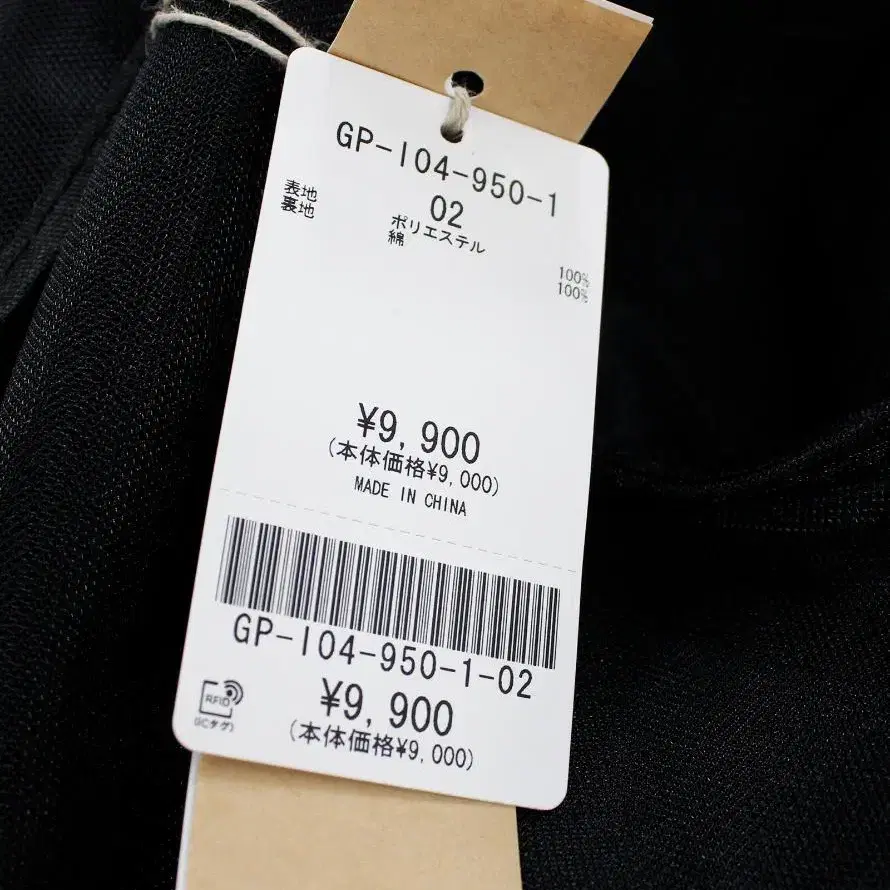 GP-I04-950-1
02
表地 ポリエステル 100%
裏地 綿 100%
¥9,900
(本体価格¥9,000)
MADE IN CHINA
GP-I04-950-1-02
RFID
(ICタグ)
¥9,900
(本体価格¥9,000)